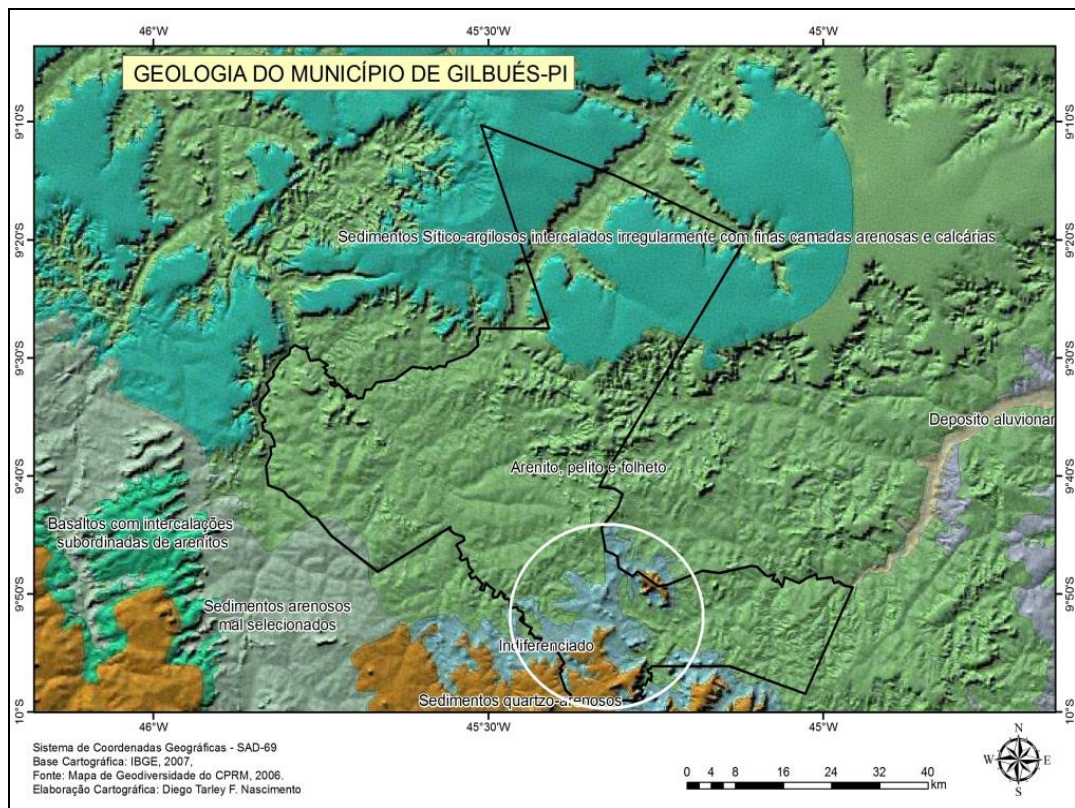 46°W
45°30'W
45°W
GEOLOGIA DO MUNICÍPIO DE GILBUÉS-PI
9°10'S
9°10'S
9°20'S
9°20'S
Sedimentos Sítico-argilosos intercalados irregularmente com finas camadas arenosas e calcárias
9°30'S
9°30'S
Deposito aluvionar
9°40'S
9°40'S
Arenito, pelito e folheto
Basaltos com intercalações
subordinadas de arenitos
9°50'S
9°50'S
Sedimentos arenosos
mal selecionados
Indiferenciado
Sedimentos quartzo-arenosos
10°S
10°S
46°W
45°30'W
45°W
Sistema de Coordenadas Geográficas - SAD-69
Base Cartográfica: IBGE, 2007,
Fonte: Mapa de Geodiversidade do CPRM, 2006.
Elaboração Cartográfica: Diego Tarley F. Nascimento
0 4 8 16 24 32 40
km
N
W E
S